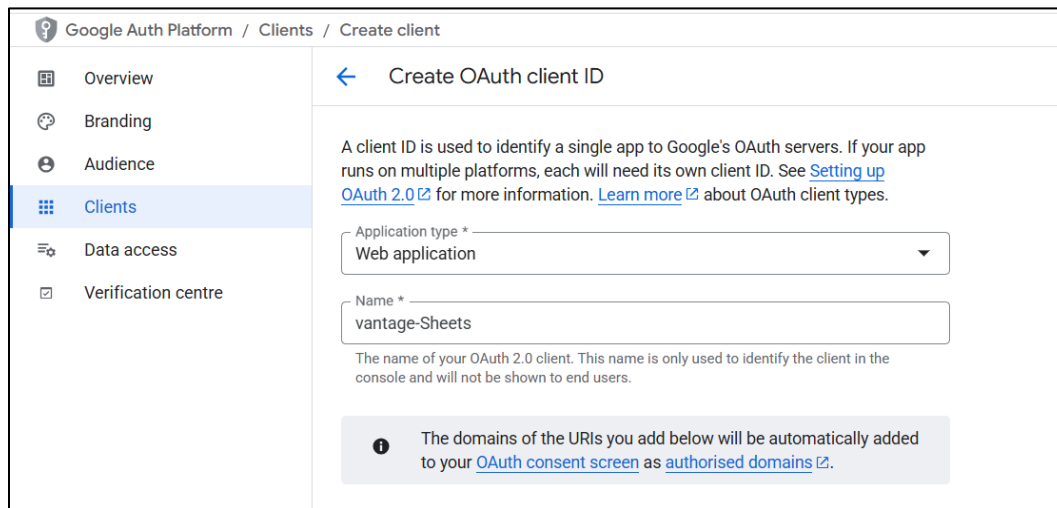 Google Auth Platform / Clients / Create client
Overview
Branding
Audience
Clients
Data access
Verification centre
Create OAuth client ID
A client ID is used to identify a single app to Google's OAuth servers. If your app
runs on multiple platforms, each will need its own client ID. See Setting up
OAuth 2.0 for more information. Learn more about OAuth client types.
Application type *
Web application
Name *
vantage-Sheets
The name of your OAuth 2.0 client. This name is only used to identify the client in the
console and will not be shown to end users.
The domains of the URIs you add below will be automatically added
to your OAuth consent screen as authorised domains.